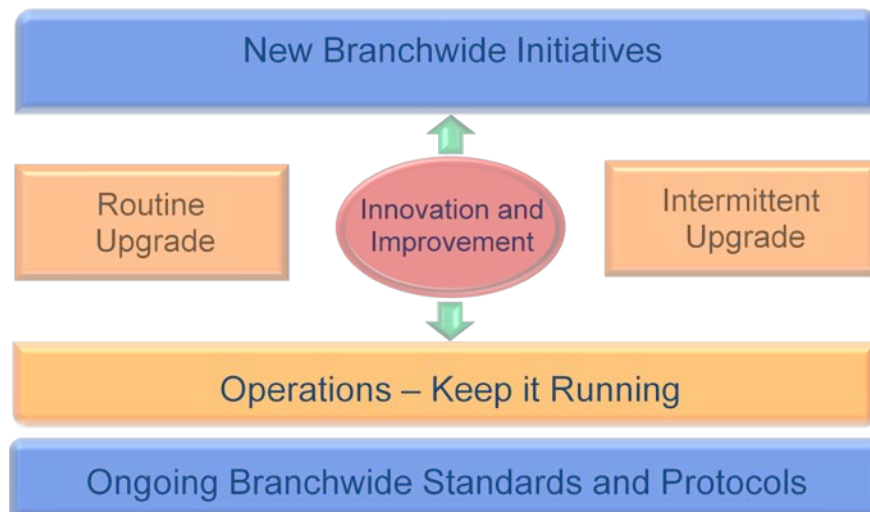 New Branchwide Initiatives
Routine
Upgrade
Innovation and
Improvement
Intermittent
Upgrade
Operations – Keep it Running
Ongoing Branchwide Standards and Protocols